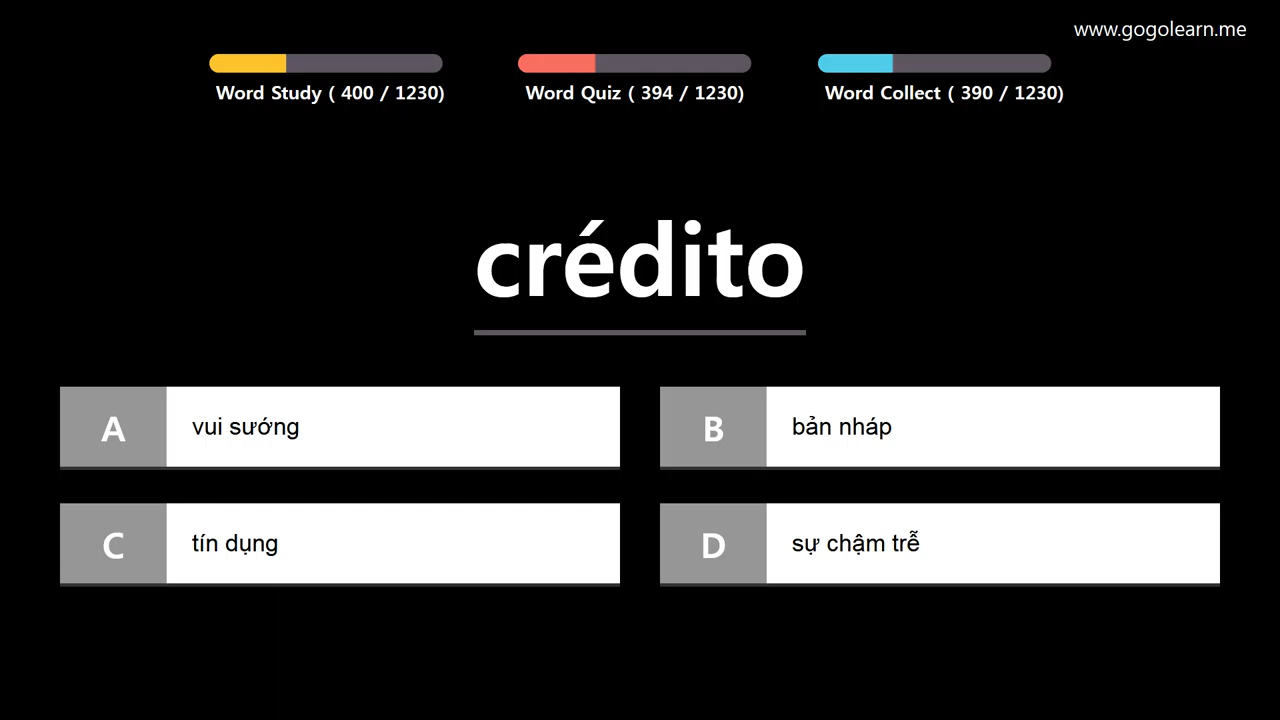 www.gogolearn.me
Word Study ( 400 / 1230)
Word Quiz ( 394 / 1230)
Word Collect ( 390 / 1230)
crédito
A
vui sướng
B
bản nháp
C
tín dụng
D
sự chậm trễ